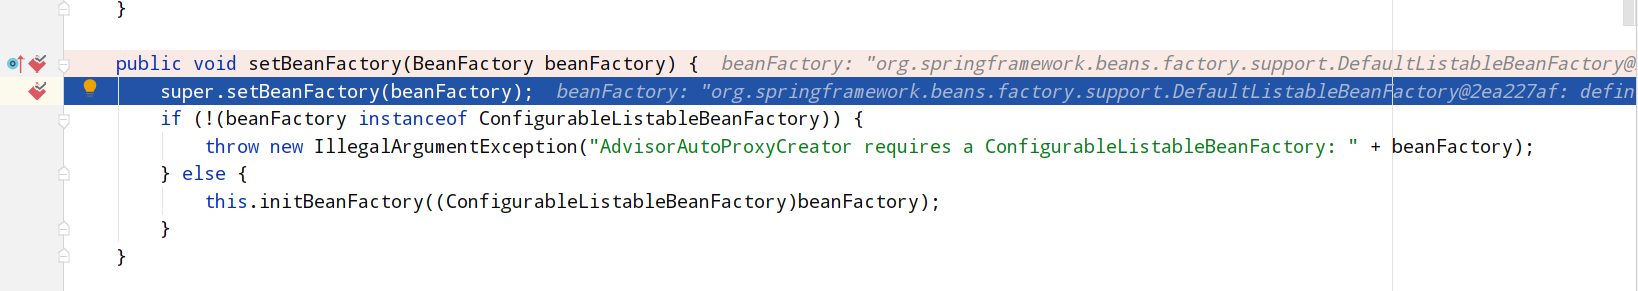 }
public void setBeanFactory(BeanFactory beanFactory) { beanFactory: "org.springframework.beans.factory.support.DefaultListableBeanFactory@
super.setBeanFactory(beanFactory); beanFactory: "org.springframework.beans.factory.support.DefaultListableBeanFactory@2ea227af: defin
if (!(beanFactory instanceof ConfigurableListableBeanFactory)) {
throw new IllegalArgumentException("AdvisorAutoProxyCreator requires a ConfigurableListableBeanFactory: " + beanFactory);
} else {
this.initBeanFactory((ConfigurableListableBeanFactory)beanFactory);
}
}